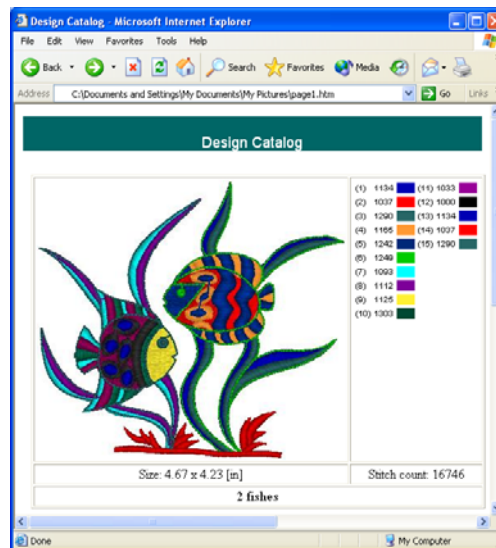 Design Catalog - Microsoft Internet Explorer
File Edit View Favorites Tools Help
Back Search Favorites Media
Address C:\Documents and Settings\My Documents\My Pictures\page1.htm Go Links
Design Catalog
(1) 1134 (11) 1033
(2) 1037 (12) 1000
(3) 1290 (13) 1134
(4) 1166 (14) 1037
(5) 1242 (15) 1290
(6) 1249
(7) 1093
(8) 1112
(9) 1125
(10) 1303
Size: 4.67 x 4.23 [in] Stitch count: 16746
2 fishes
Done My Computer